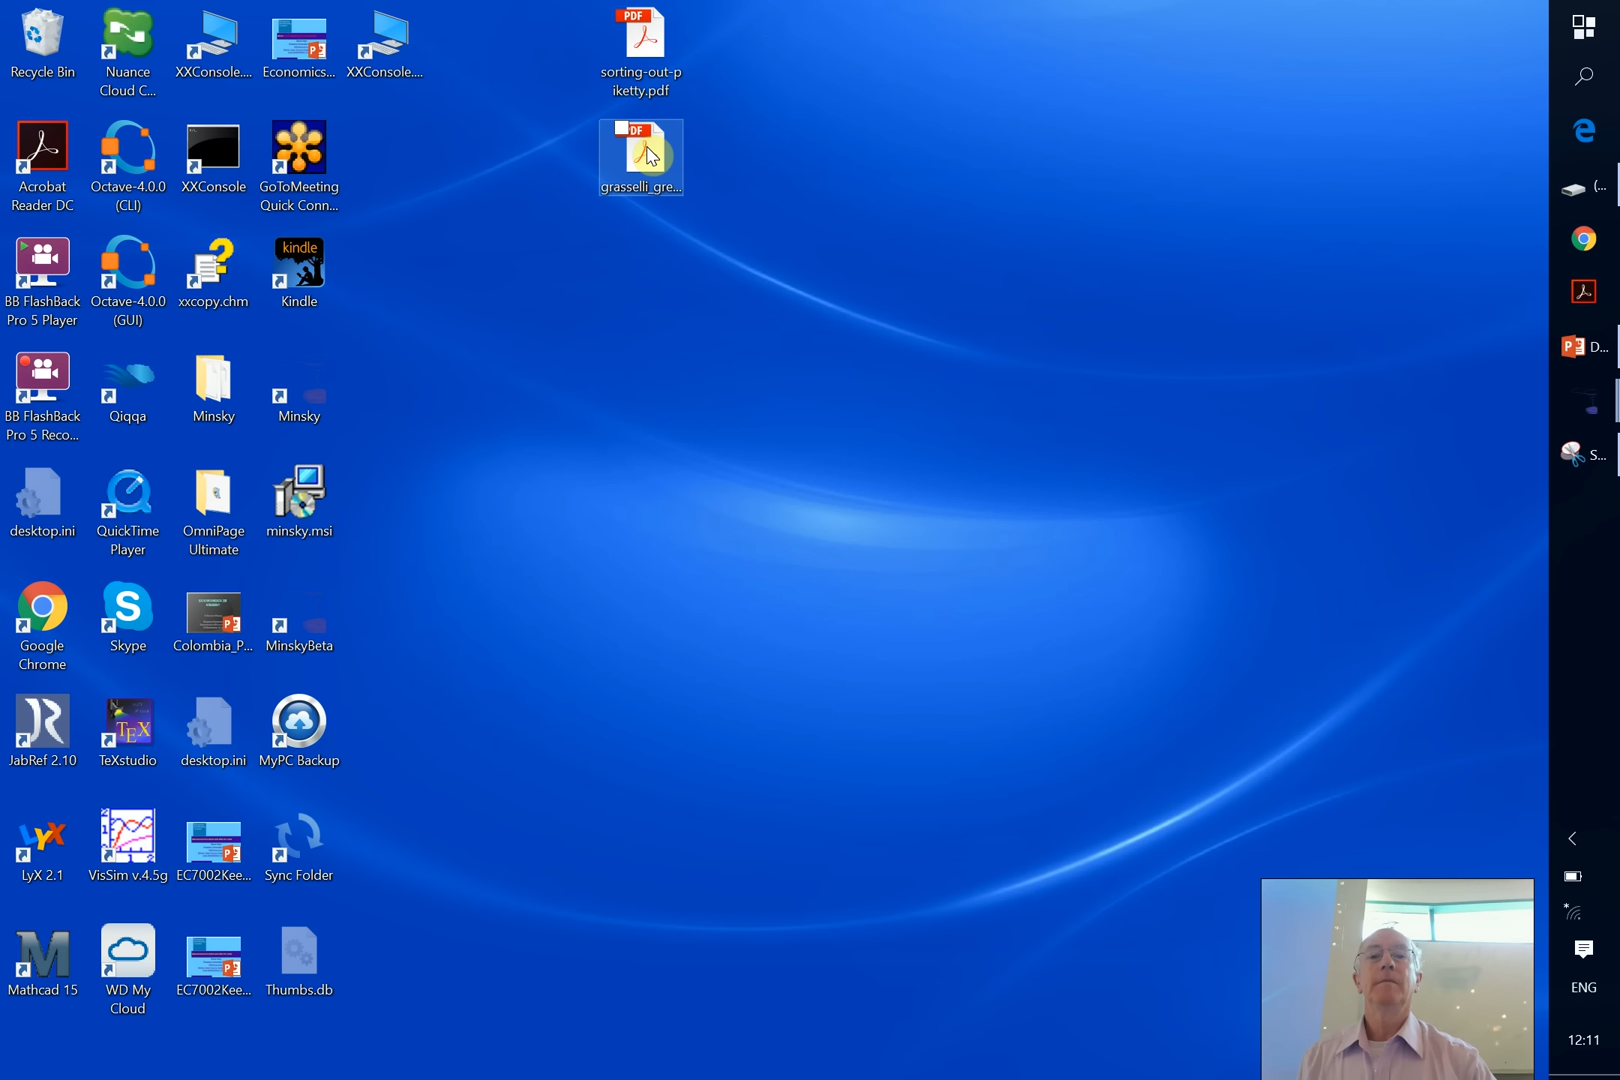 Recycle Bin
Nuance
Cloud C...
XXConsole....
Economics...
XXConsole....
PDF
sorting-out-p
iketty.pdf
Acrobat
Reader DC
Octave-4.0.0
(CLI)
XXConsole
GoToMeeting
Quick Conn...
PDF
grasselli_gre...
BB FlashBack
Pro 5 Player
Octave-4.0.0
(GUI)
xxcopy.chm
kindle
Kindle
BB FlashBack
Pro 5 Reco...
Qiqqa
Minsky
Minsky
desktop.ini
QuickTime
Player
OmniPage
Ultimate
minsky.msi
Google
Chrome
Skype
Colombia_P...
MinskyBeta
JabRef 2.10
TEX
TeXstudio
desktop.ini
MyPC Backup
LyX
LyX 2.1
VisSim v.4.5g
EC7002Kee...
Sync Folder
Mathcad 15
WD My
Cloud
EC7002Kee...
Thumbs.db
(...
D...
S...
ENG
12:11